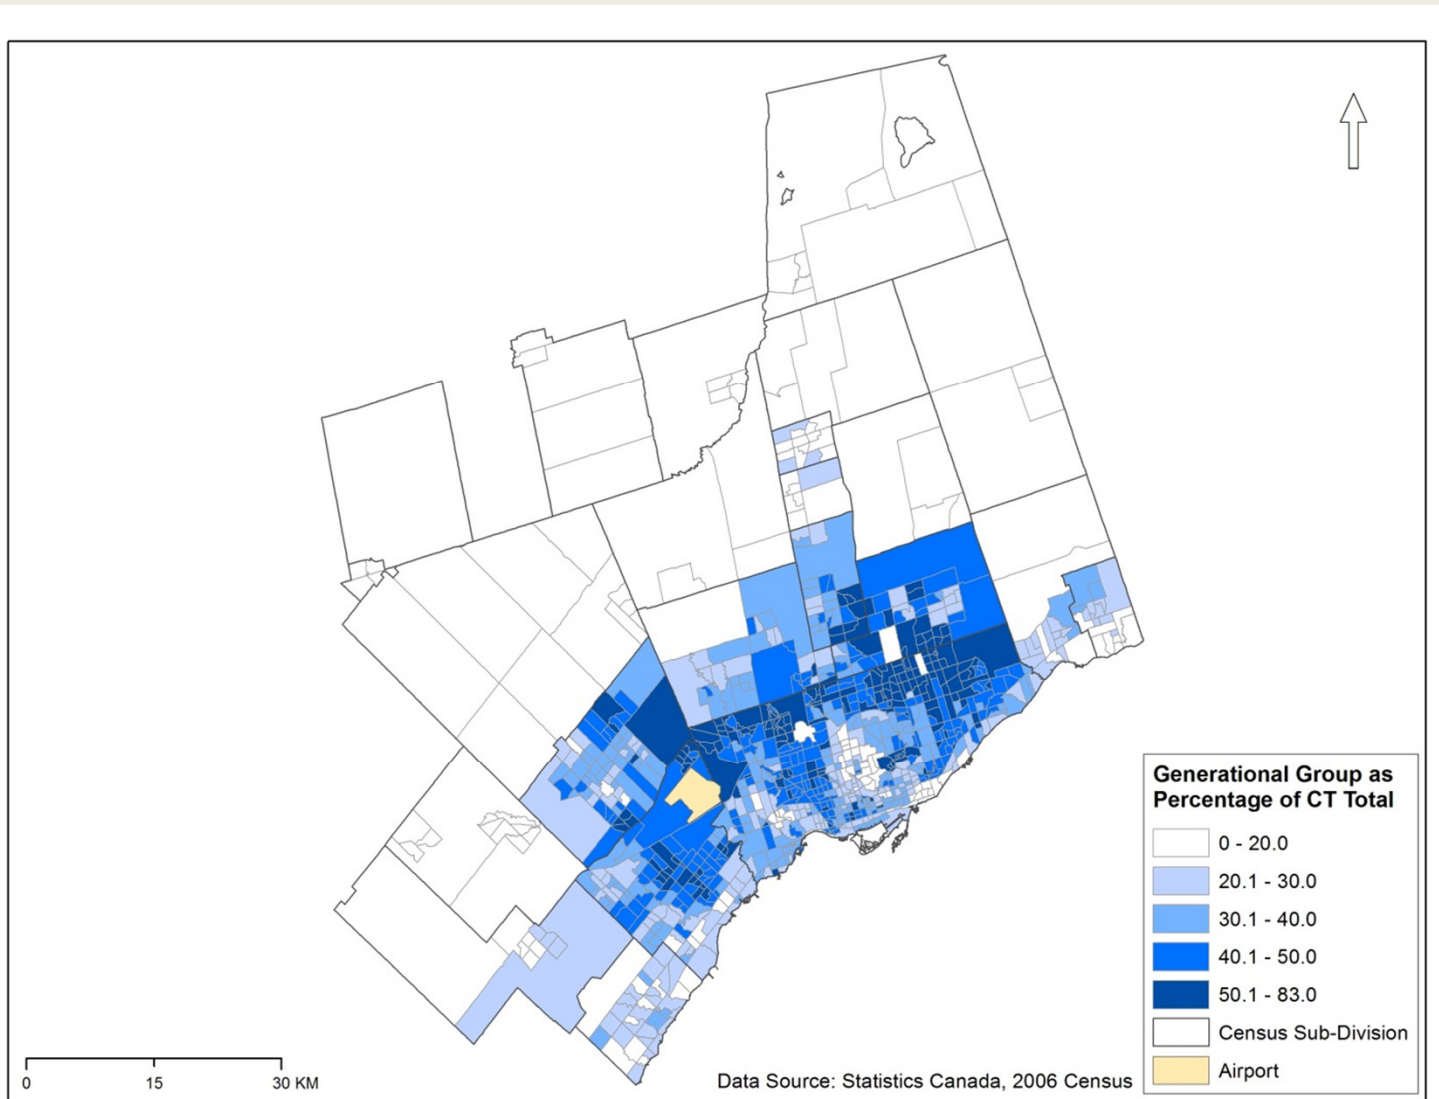 Generational Group as
Percentage of CT Total
0 - 20.0
20.1 - 30.0
30.1 - 40.0
40.1 - 50.0
50.1 - 83.0
Census Sub-Division
Airport
0 15 30 KM
Data Source: Statistics Canada, 2006 Census